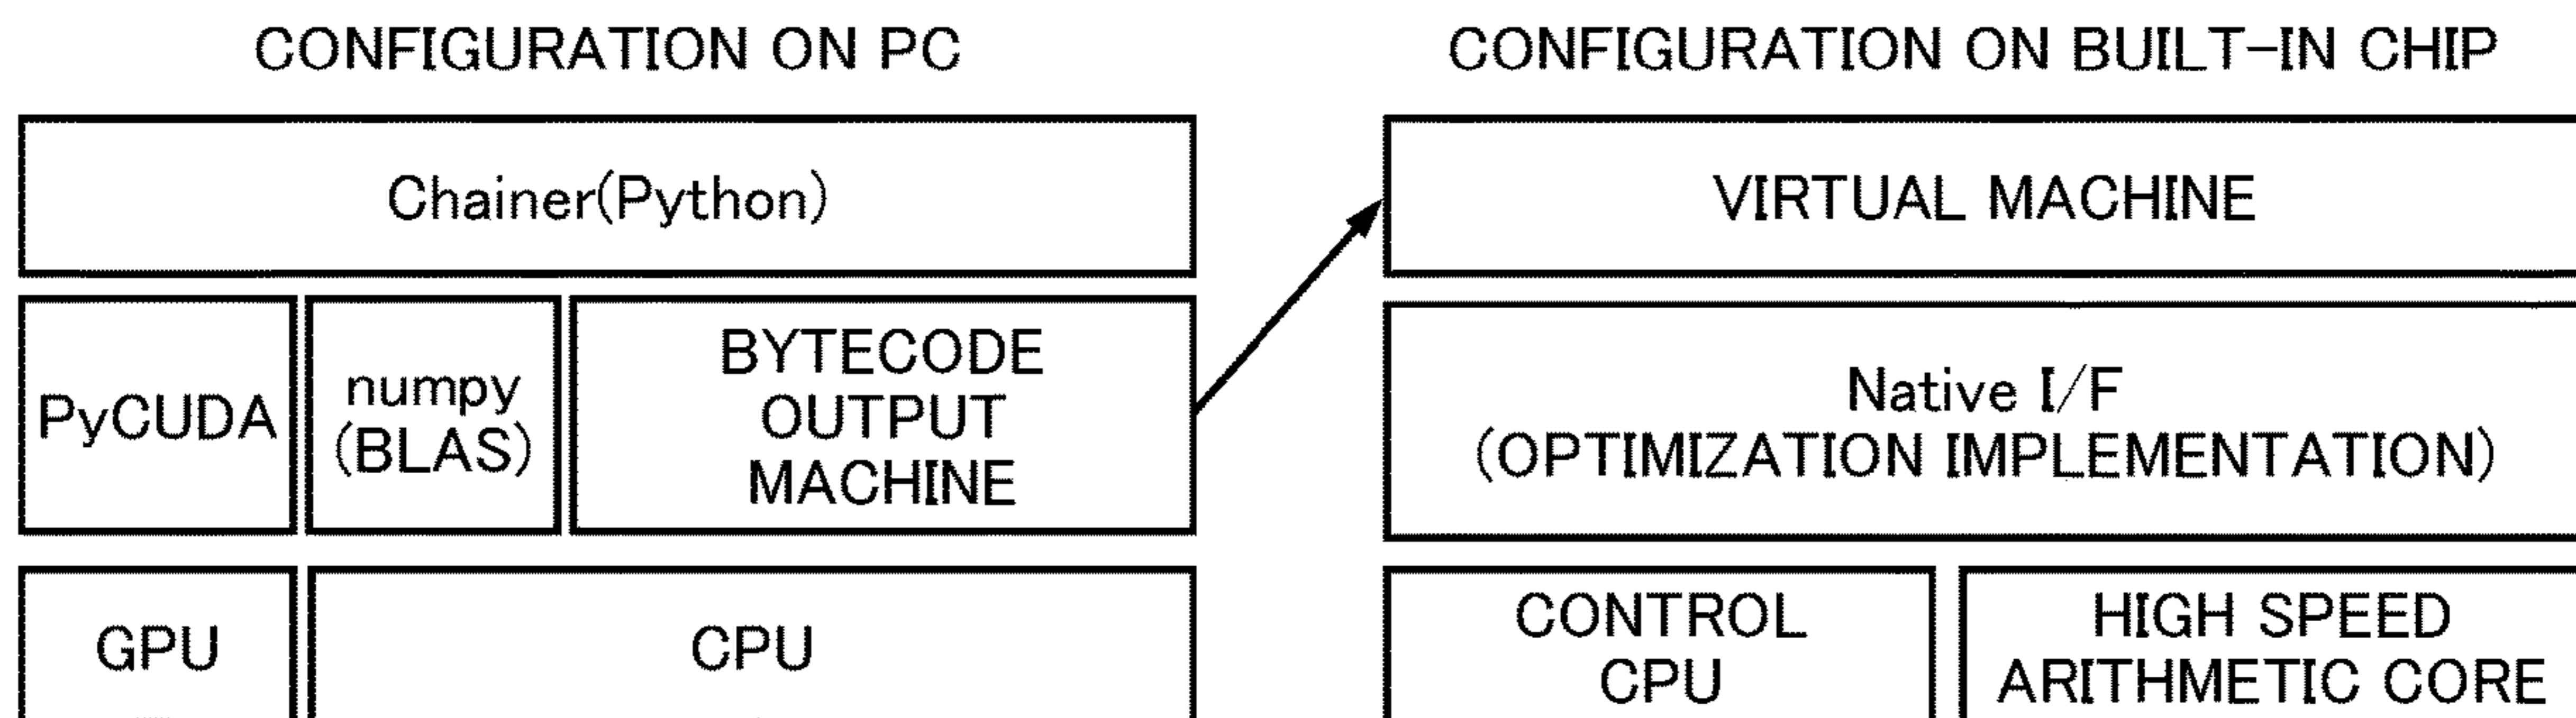 CONFIGURATION ON PC
Chainer(Python)
PyCUDA
numpy
(BLAS)
BYTECODE
OUTPUT
MACHINE
GPU
CPU
CONFIGURATION ON BUILT-IN CHIP
VIRTUAL MACHINE
Native I/F
(OPTIMIZATION IMPLEMENTATION)
CONTROL
CPU
HIGH SPEED
ARITHMETIC CORE